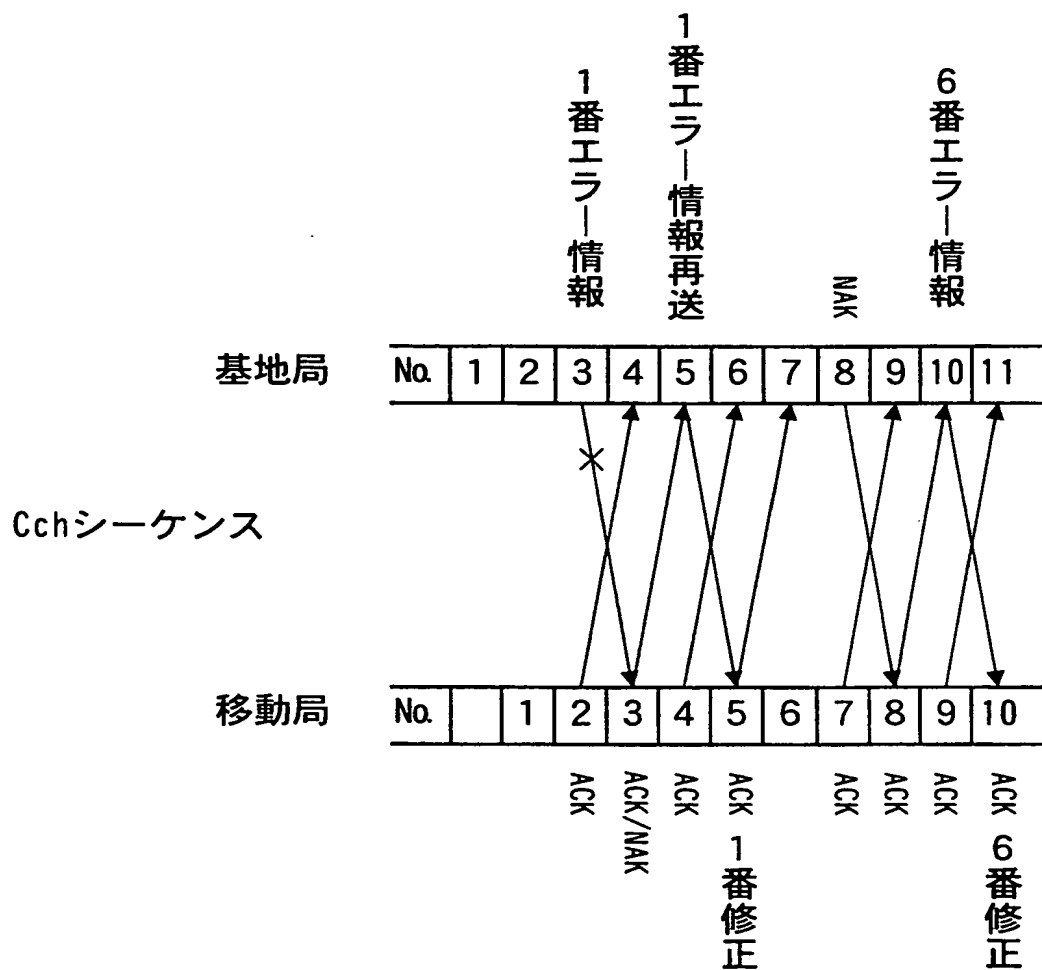 1番エラー情報
1番エラー情報再送
NAK
6番エラー情報
基地局 No. 1 2 3 4 5 6 7 8 9 10 11
Cchシーケンス
移動局 No. 1 2 3 4 5 6 7 8 9 10
ACK
ACK/NAK
ACK
ACK
1番修正
ACK
ACK
ACK
ACK
6番修正